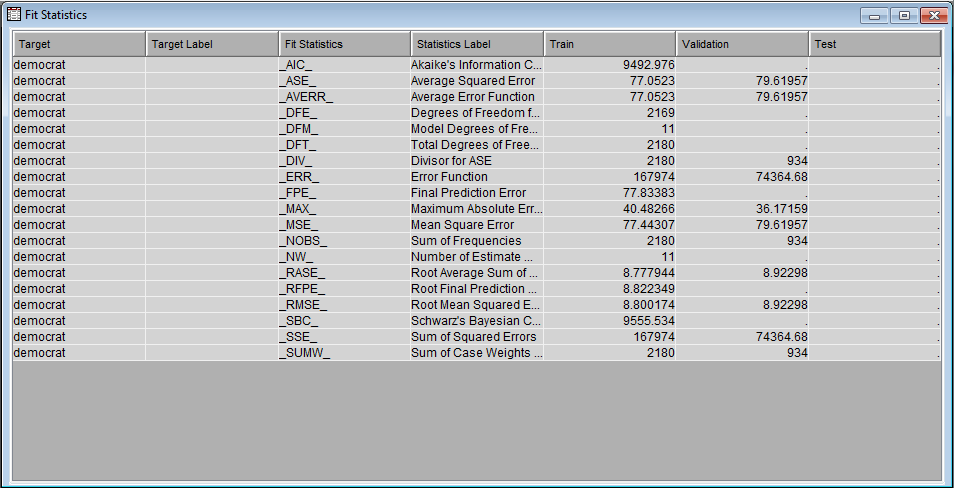 Fit Statistics
Target Target Label Fit Statistics Statistics Label Train Validation Test
democrat _AIC_ Akaike's Information C... 9492.976 . .
democrat _ASE_ Average Squared Error 77.0523 79.61957 .
democrat _AVERR_ Average Error Function 77.0523 79.61957 .
democrat _DFE_ Degrees of Freedom f... 2169 . .
democrat _DFM_ Model Degrees of Fre... 11 . .
democrat _DFT_ Total Degrees of Free... 2180 . .
democrat _DIV_ Divisor for ASE 2180 934 .
democrat _ERR_ Error Function 167974 74364.68 .
democrat _FPE_ Final Prediction Error 77.83383 . .
democrat _MAX_ Maximum Absolute Err... 40.48266 36.17159 .
democrat _MSE_ Mean Square Error 77.44307 79.61957 .
democrat _NOBS_ Sum of Frequencies 2180 934 .
democrat _NW_ Number of Estimate ... 11 . .
democrat _RASE_ Root Average Sum of ... 8.777944 8.92298 .
democrat _RFPE_ Root Final Prediction ... 8.822349 . .
democrat _RMSE_ Root Mean Squared E... 8.800174 8.92298 .
democrat _SBC_ Schwarz's Bayesian C... 9555.534 . .
democrat _SSE_ Sum of Squared Errors 167974 74364.68 .
democrat _SUMW_ Sum of Case Weights ... 2180 934 .